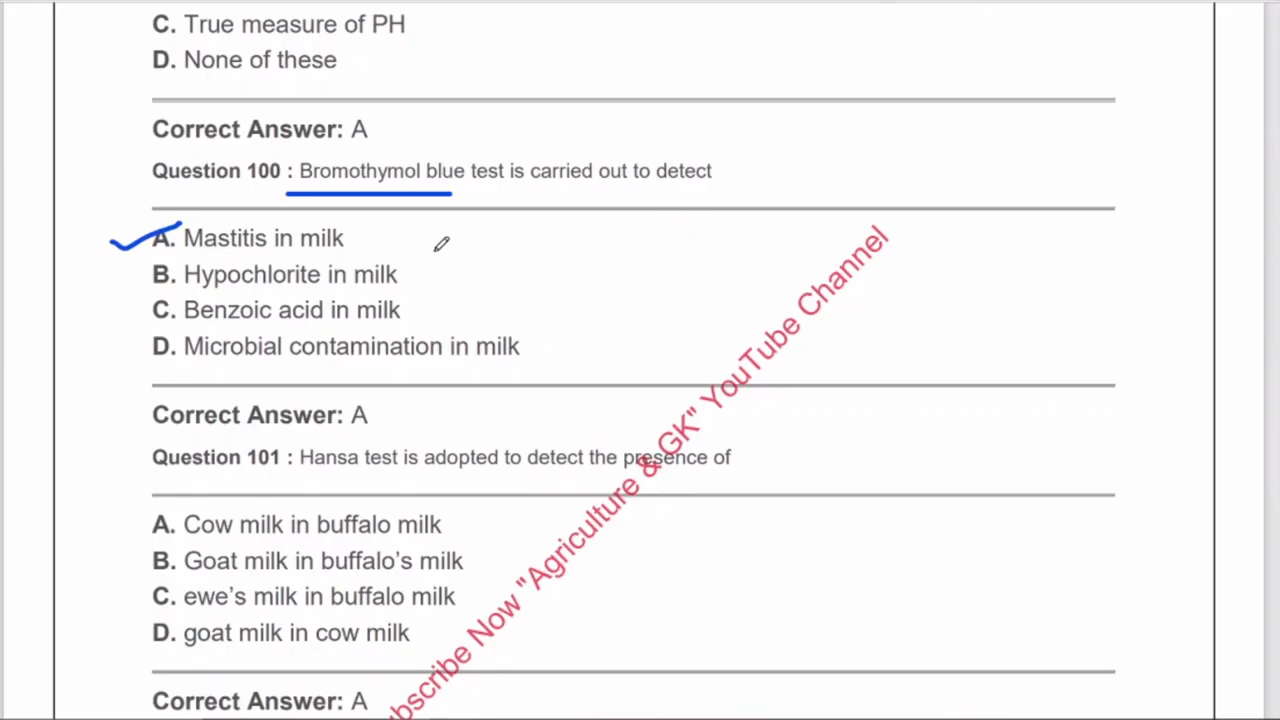 C. True measure of PH
D. None of these
Correct Answer: A
Question 100 : Bromothymol blue test is carried out to detect
A. Mastitis in milk
B. Hypochlorite in milk
C. Benzoic acid in milk
D. Microbial contamination in milk
Correct Answer: A
Question 101 : Hansa test is adopted to detect the presence of
A. Cow milk in buffalo milk
B. Goat milk in buffalo’s milk
C. ewe’s milk in buffalo milk
D. goat milk in cow milk
Correct Answer: A
ubscribe Now "Agriculture & GK" YouTube Channel